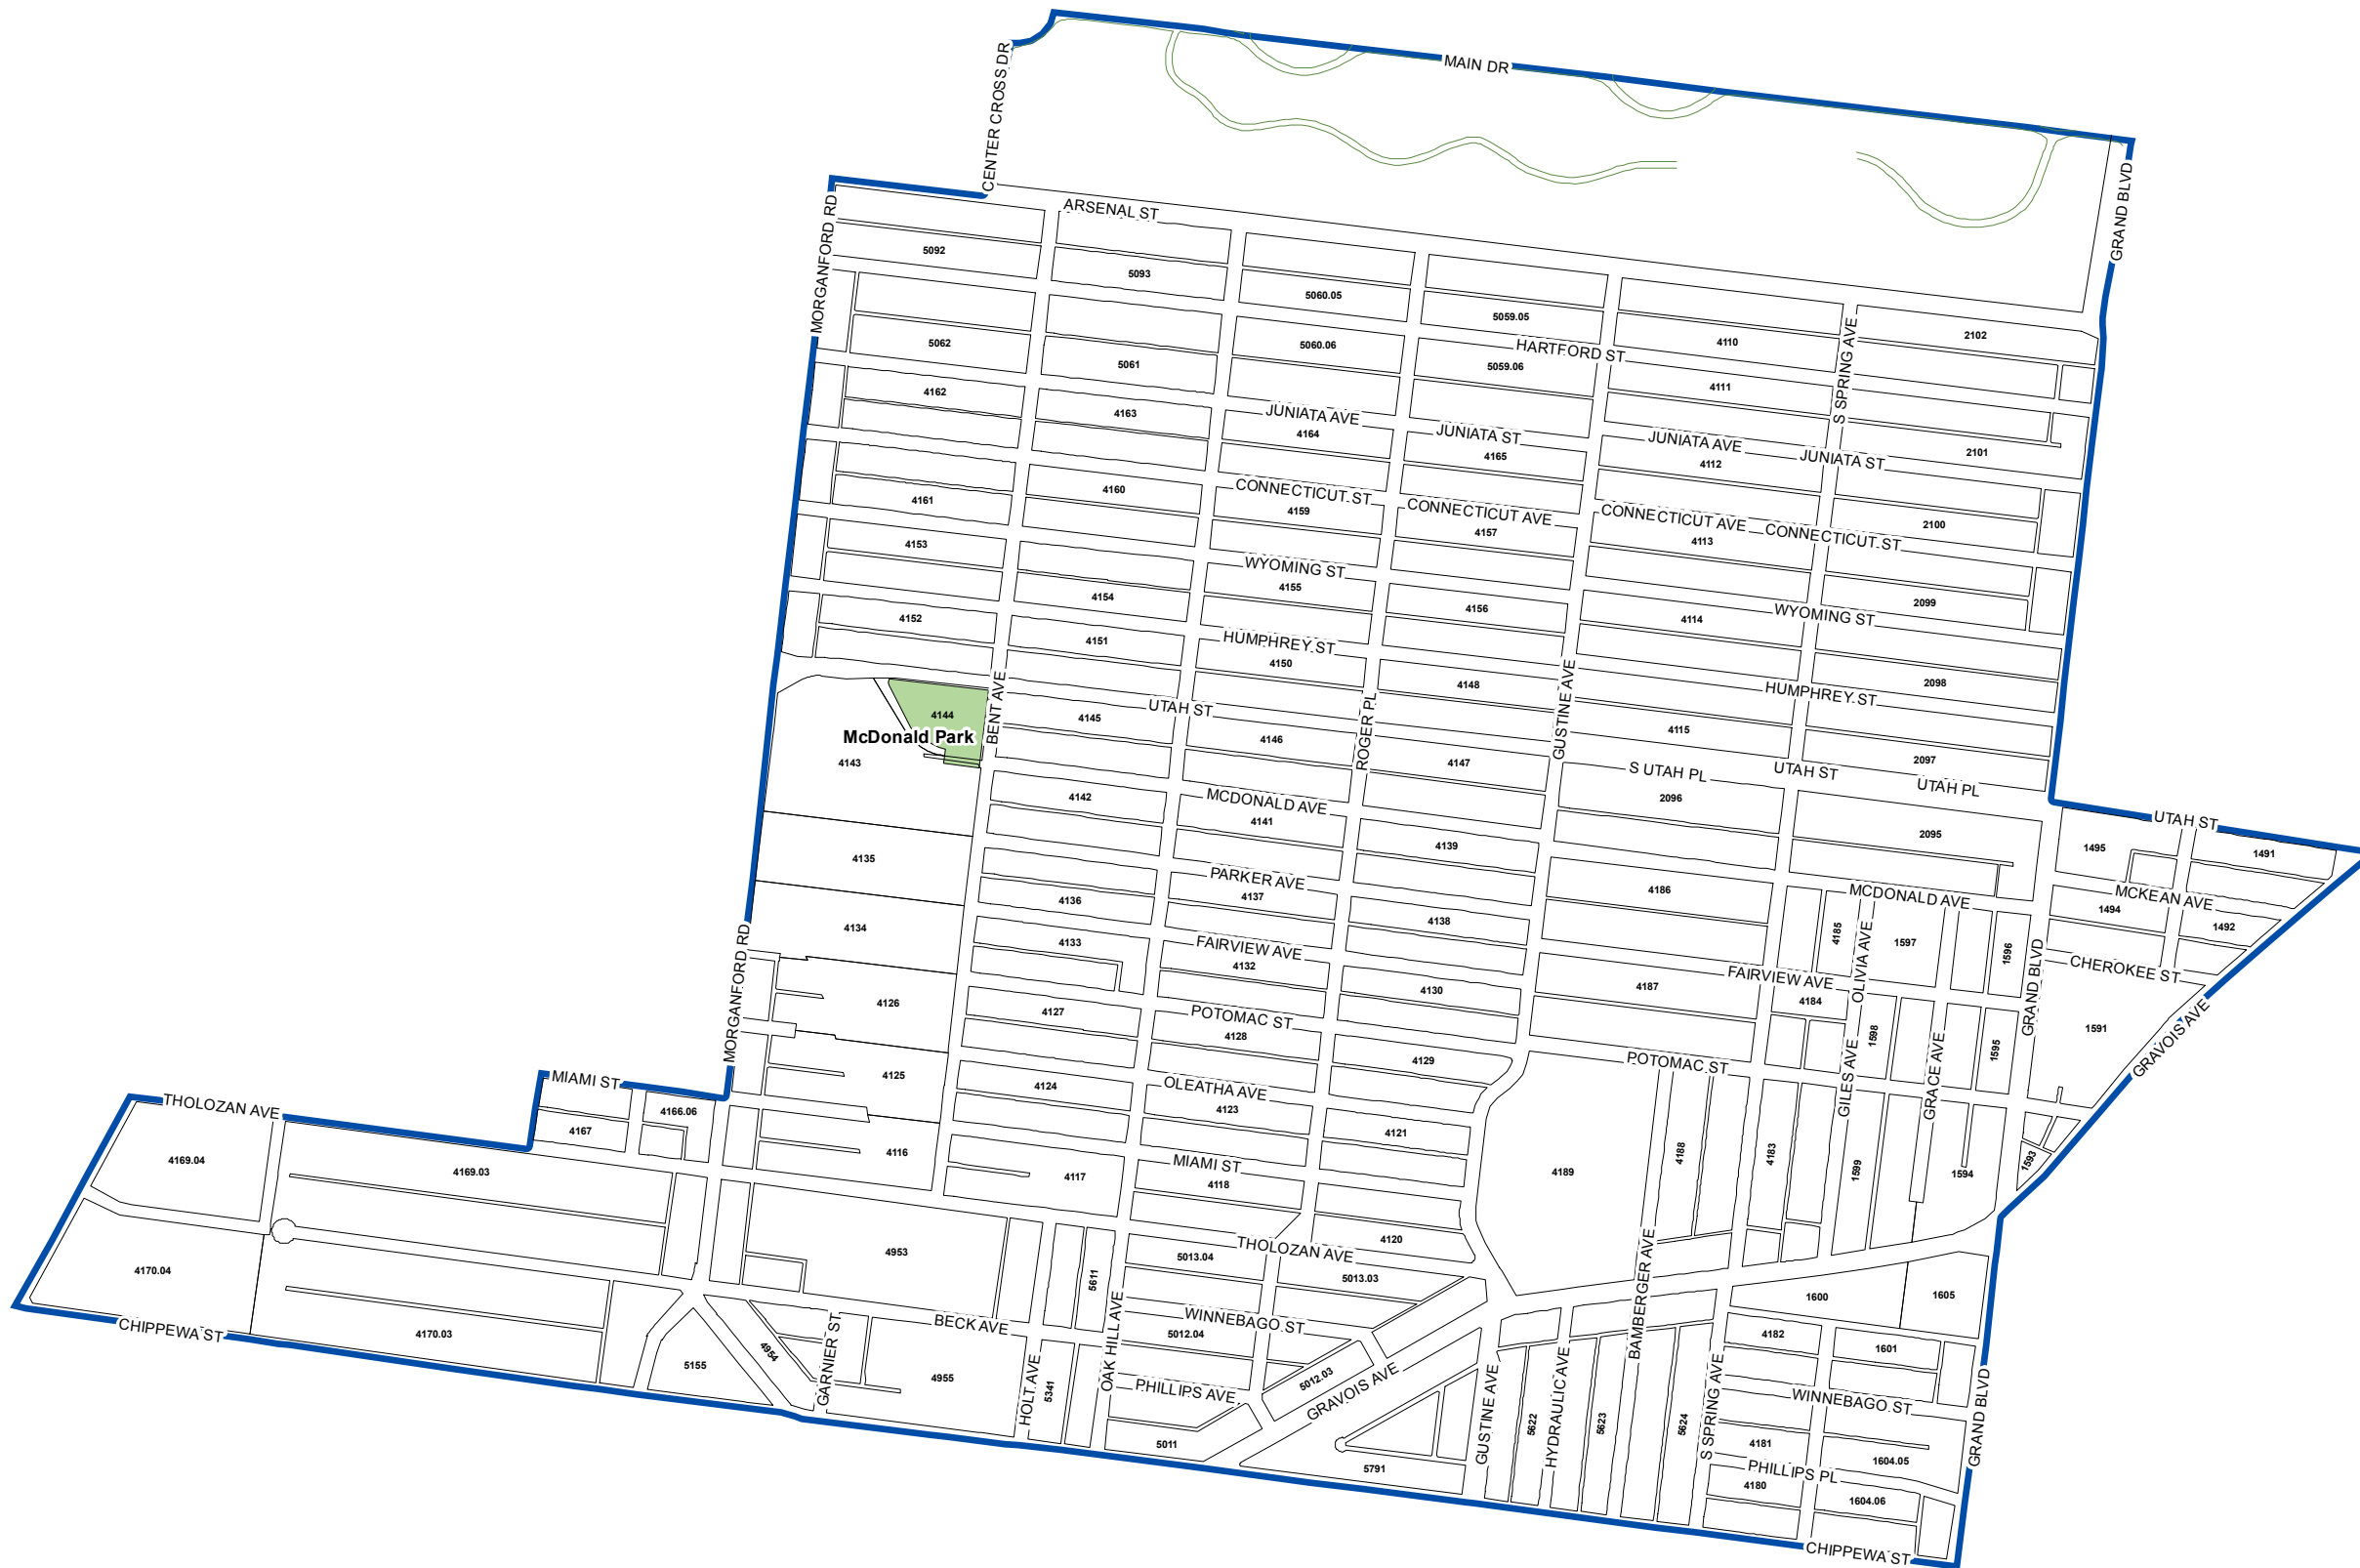 MAIN DR
CENTER CROSS DR
GRAND BLVD
MORGANFORD RD
ARSENAL ST
5092
5093
5060.05
5059.05
4110
2102
HARTFORD ST
S SPRING AVE
5062
5061
5060.06
5059.06
4111
4162
4163
JUNIATA AVE
4164
JUNIATA ST
4165
JUNIATA AVE
4112
JUNIATA ST
2101
4161
4160
CONNECTICUT ST
4159
CONNECTICUT AVE
4157
CONNECTICUT AVE
4113
CONNECTICUT ST
2100
4153
4154
WYOMING ST
4155
4156
4114
WYOMING ST
2099
4152
4151
HUMPHREY ST
4150
4148
HUMPHREY ST
2098
4144
McDonald Park
4143
BENT AVE
4145
UTAH ST
4146
ROGER PL
4147
GUSTINE AVE
4115
S UTAH PL
UTAH ST
2097
UTAH PL
4142
MCDONALD AVE
4141
4139
2096
2095
UTAH ST
1495
1491
4135
4136
PARKER AVE
4137
4138
4186
MCDONALD AVE
MCKEAN AVE
1494
1492
4134
MORGANFORD RD
4133
FAIRVIEW AVE
4132
4130
4187
FAIRVIEW AVE
4185
OLIVIA AVE
1597
1596
GRAND BLVD
CHEROKEE ST
4126
4127
POTOMAC ST
4128
4129
POTOMAC ST
4184
1598
GILES AVE
GRACE AVE
1595
1591
GRAVOIS AVE
4125
4124
OLEATHA AVE
4123
4121
MIAMI ST
4166.06
4167
THOLOZAN AVE
4169.04
4169.03
4116
4117
MIAMI ST
4118
4189
4188
4183
1599
1594
1593
4170.04
4953
5611
OAK HILL AVE
5013.04
THOLOZAN AVE
4120
5013.03
BAMBERGER AVE
1600
1605
CHIPPEWA ST
4170.03
5155
4954
GARNIER ST
4955
BECK AVE
HOLT AVE
5341
WINNEBAGO ST
5012.04
PHILLIPS AVE
5012.03
GRAVOIS AVE
5011
5791
GUSTINE AVE
5622
HYDRAULIC AVE
5623
5624
S SPRING AVE
4182
1601
WINNEBAGO ST
4181
1604.05
PHILLIPS PL
4180
1604.06
GRAND BLVD
CHIPPEWA ST